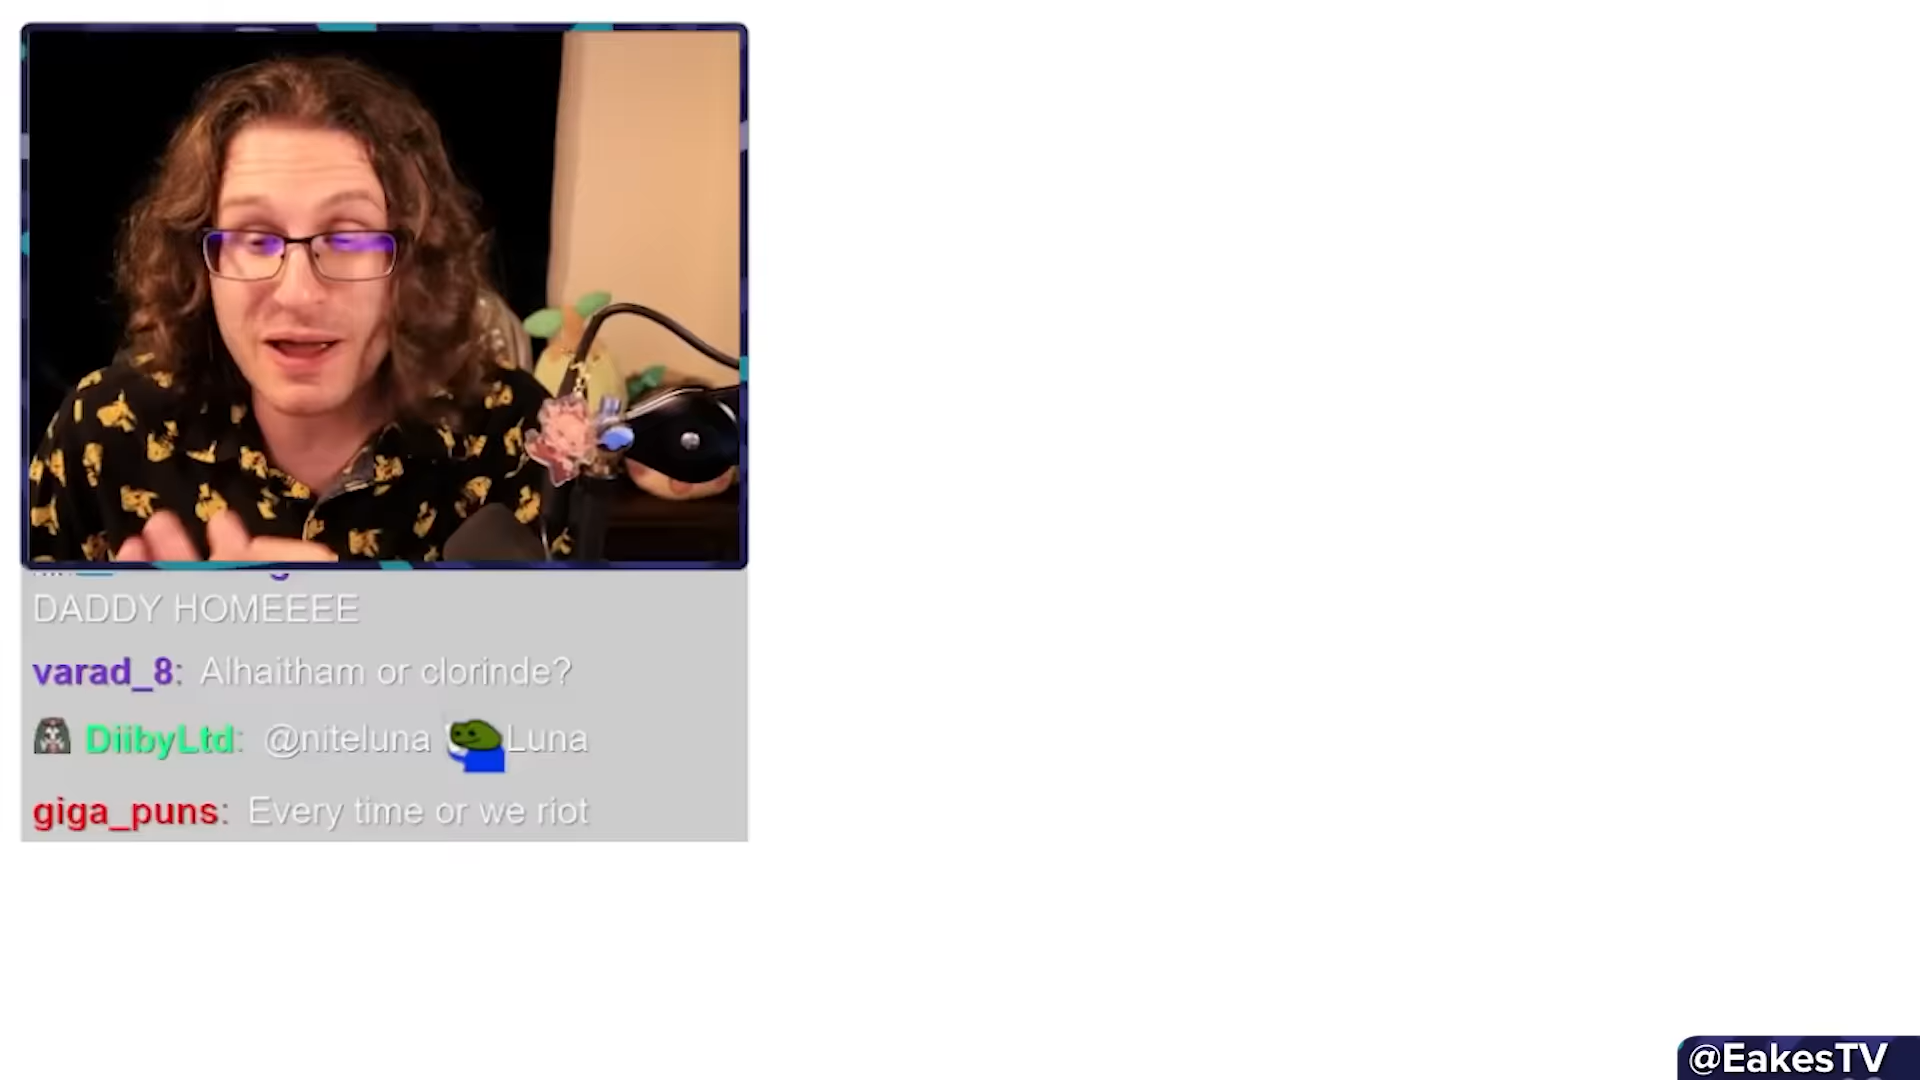 DADDY HOMEEEE
varad_8: Alhaitham or clorinde?
DiibyLtd: @niteluna Luna
giga_puns: Every time or we riot
@EakesTV